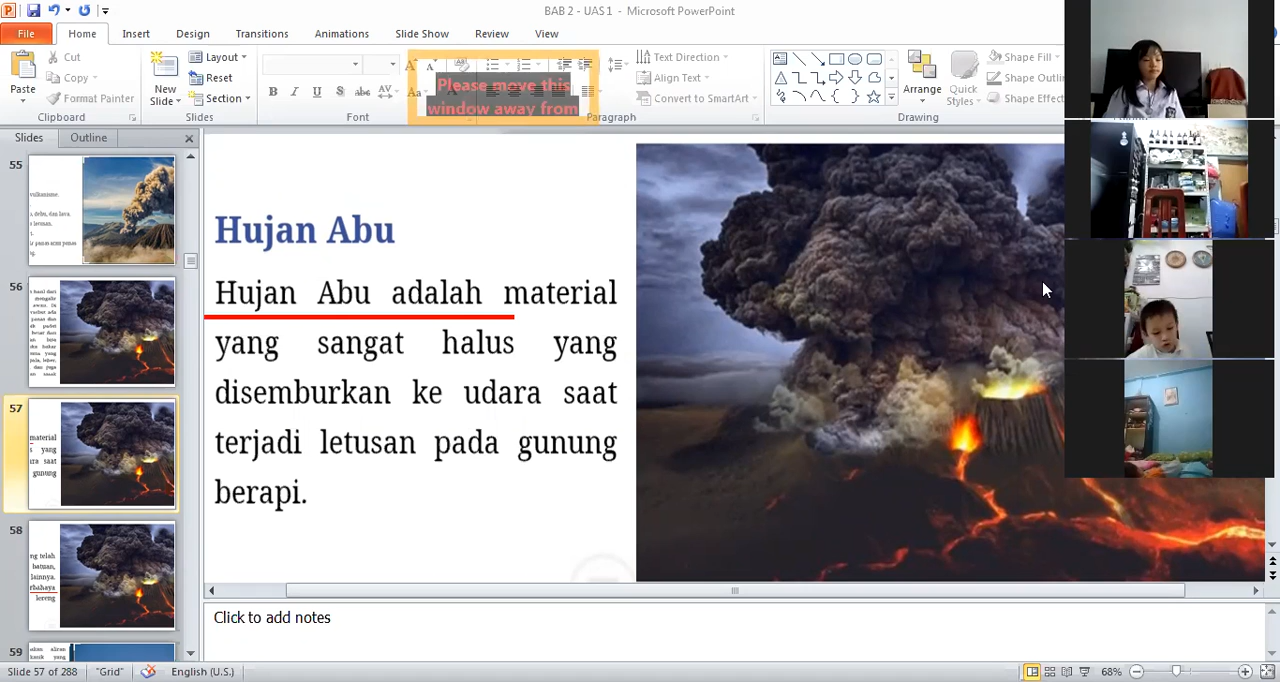 BAB 2 - UAS 1 - Microsoft PowerPoint
File Home Insert Design Transitions Animations Slide Show Review View
Cut
Copy
Format Painter
Paste
Clipboard
New
Slide
Layout
Reset
Section
Slides
Font
Please move this
window away from
Paragraph
Text Direction
Align Text
Convert to SmartArt
Arrange
Quick
Styles
Shape Fill
Shape Outli
Shape Effec
Drawing
Slides Outline
55
56
57
58
59
Hujan Abu
Hujan Abu adalah material
yang sangat halus yang
disemburkan ke udara saat
terjadi letusan pada gunung
berapi.
Click to add notes
Slide 57 of 288 "Grid" English (U.S.) 68%